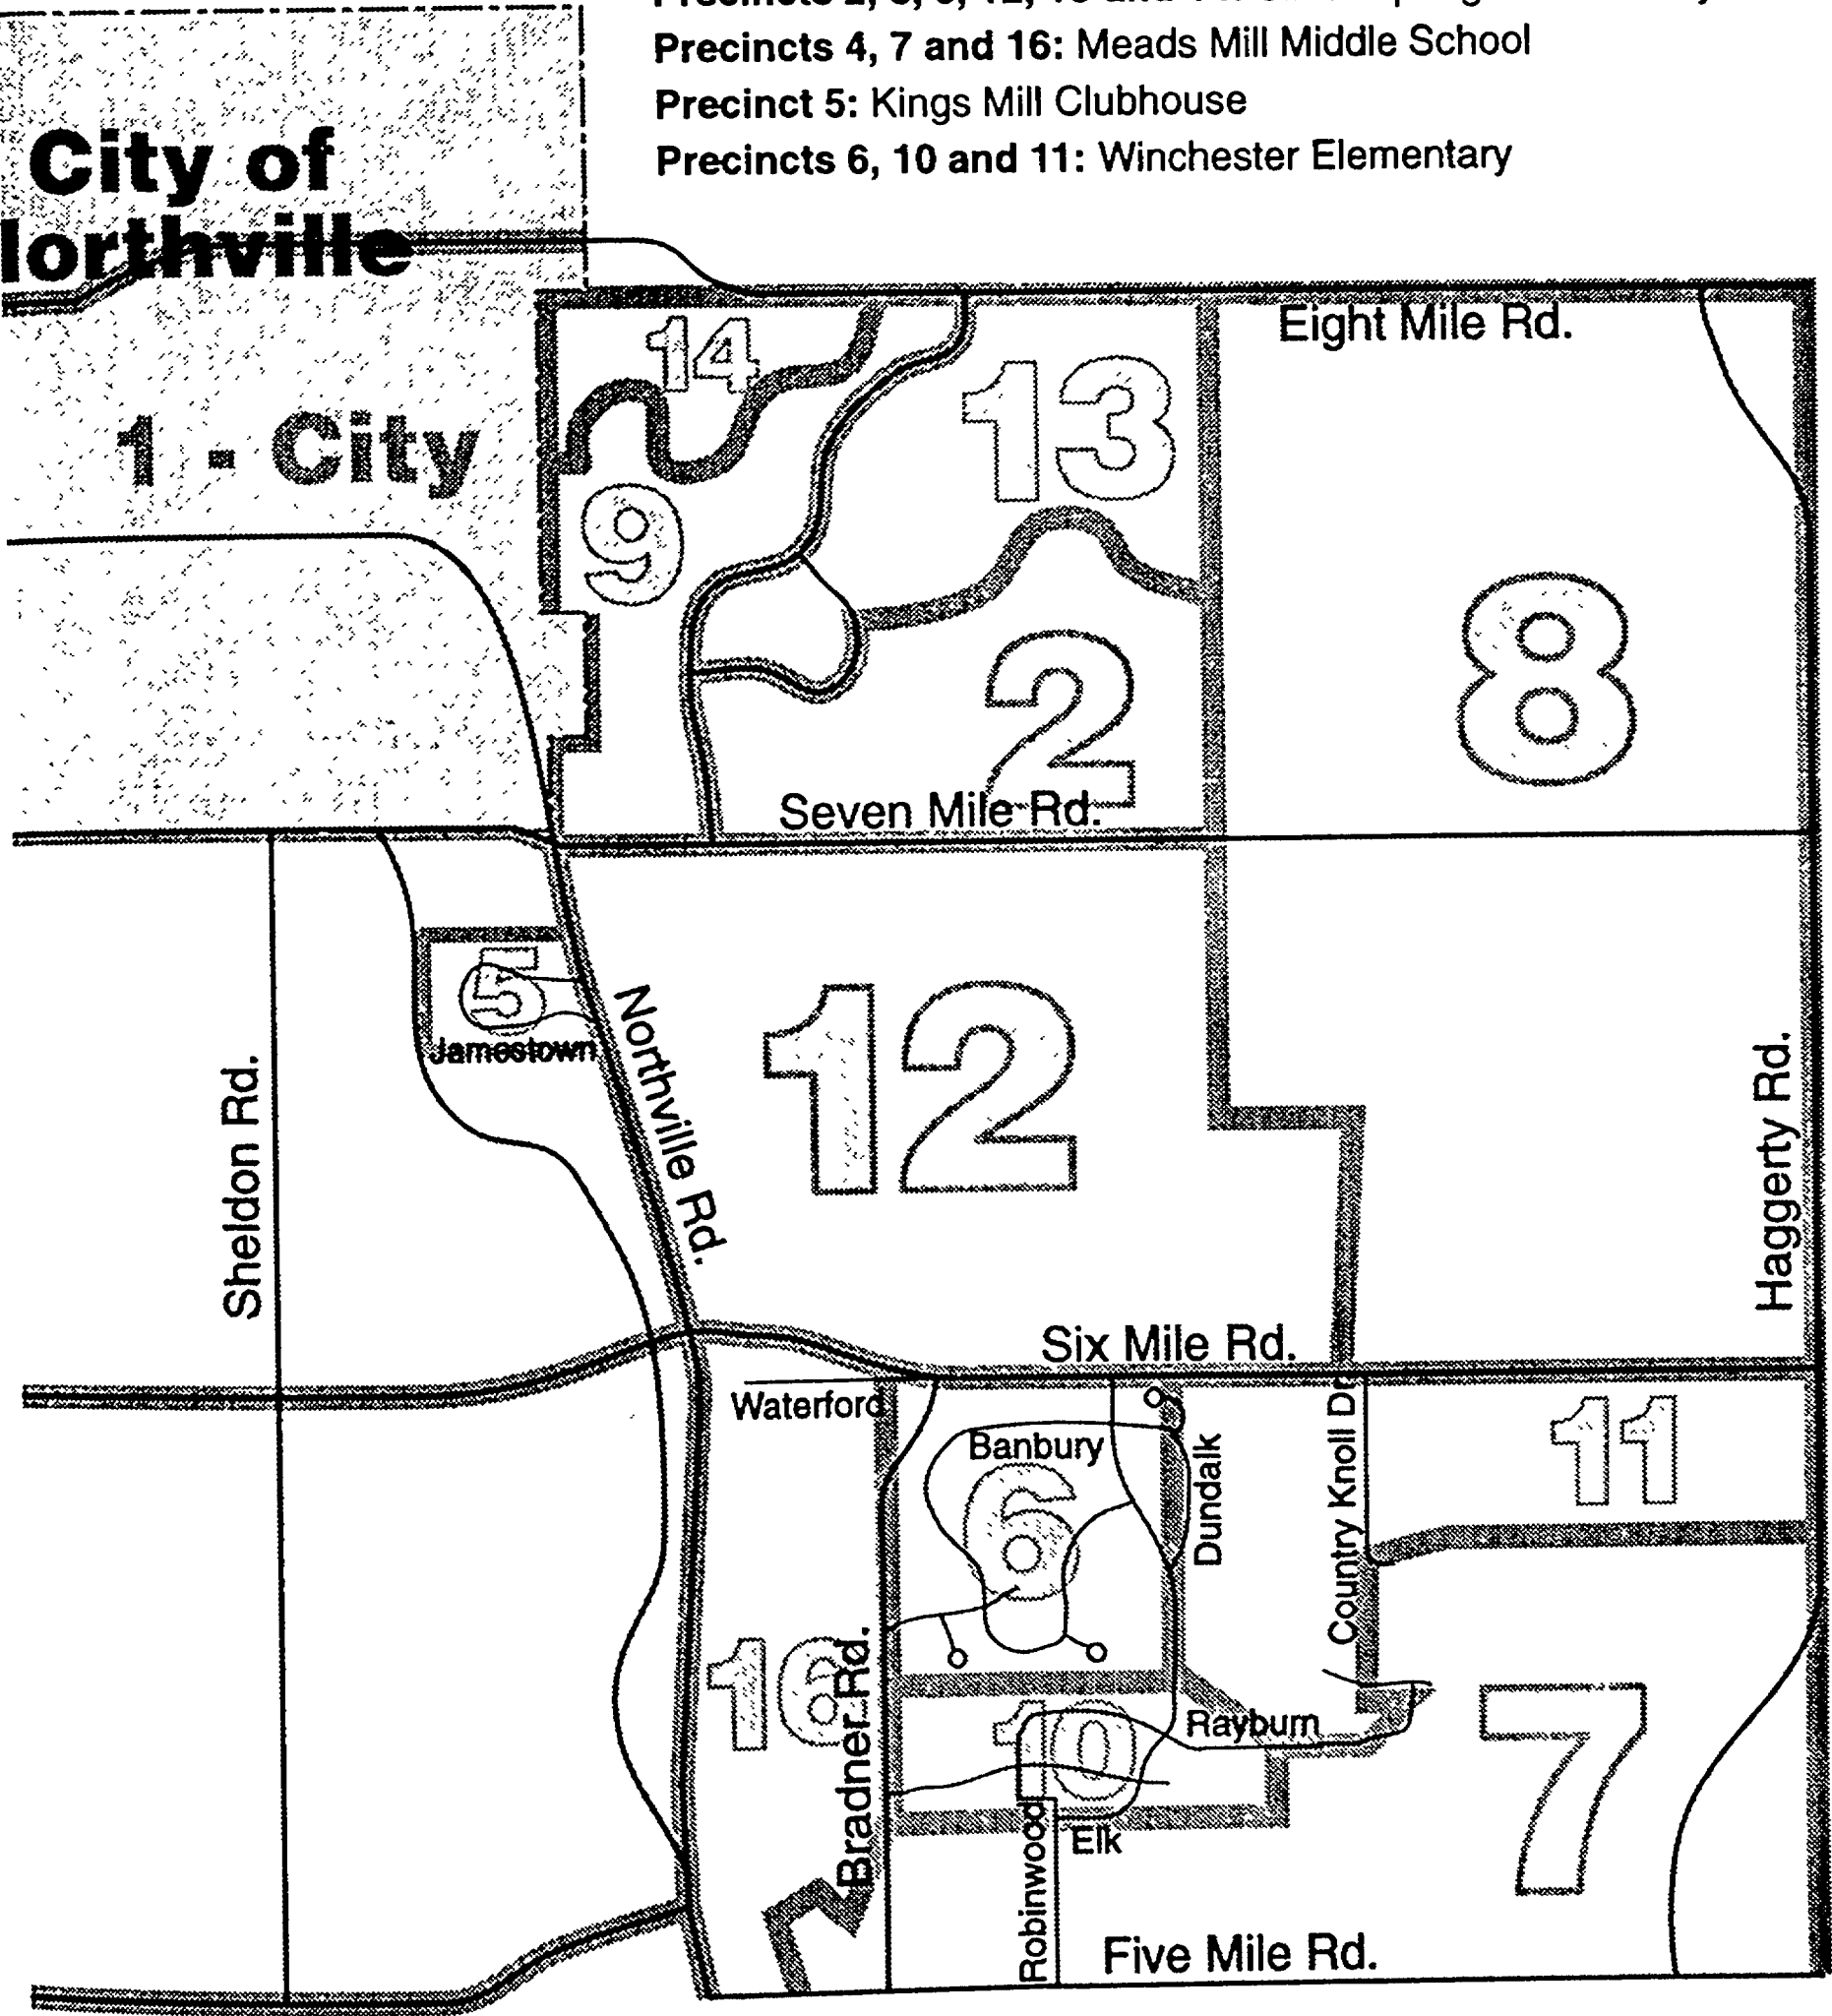 Precincts 4, 7 and 16: Meads Mill Middle School
Precinct 5: Kings Mill Clubhouse
Precincts 6, 10 and 11: Winchester Elementary
City of
lorthville
14
13
Eight Mile Rd.
1 - City
9
8
2
Seven Mile Rd.
5
Jamestown
12
Northville Rd.
Sheldon Rd.
Haggerty Rd.
Six Mile Rd.
Waterford
Banbury
11
6
Dundalk
Country Knoll Dr
16
Bradner Rd.
10
Rayburn
7
Elk
Robinwood
Five Mile Rd.